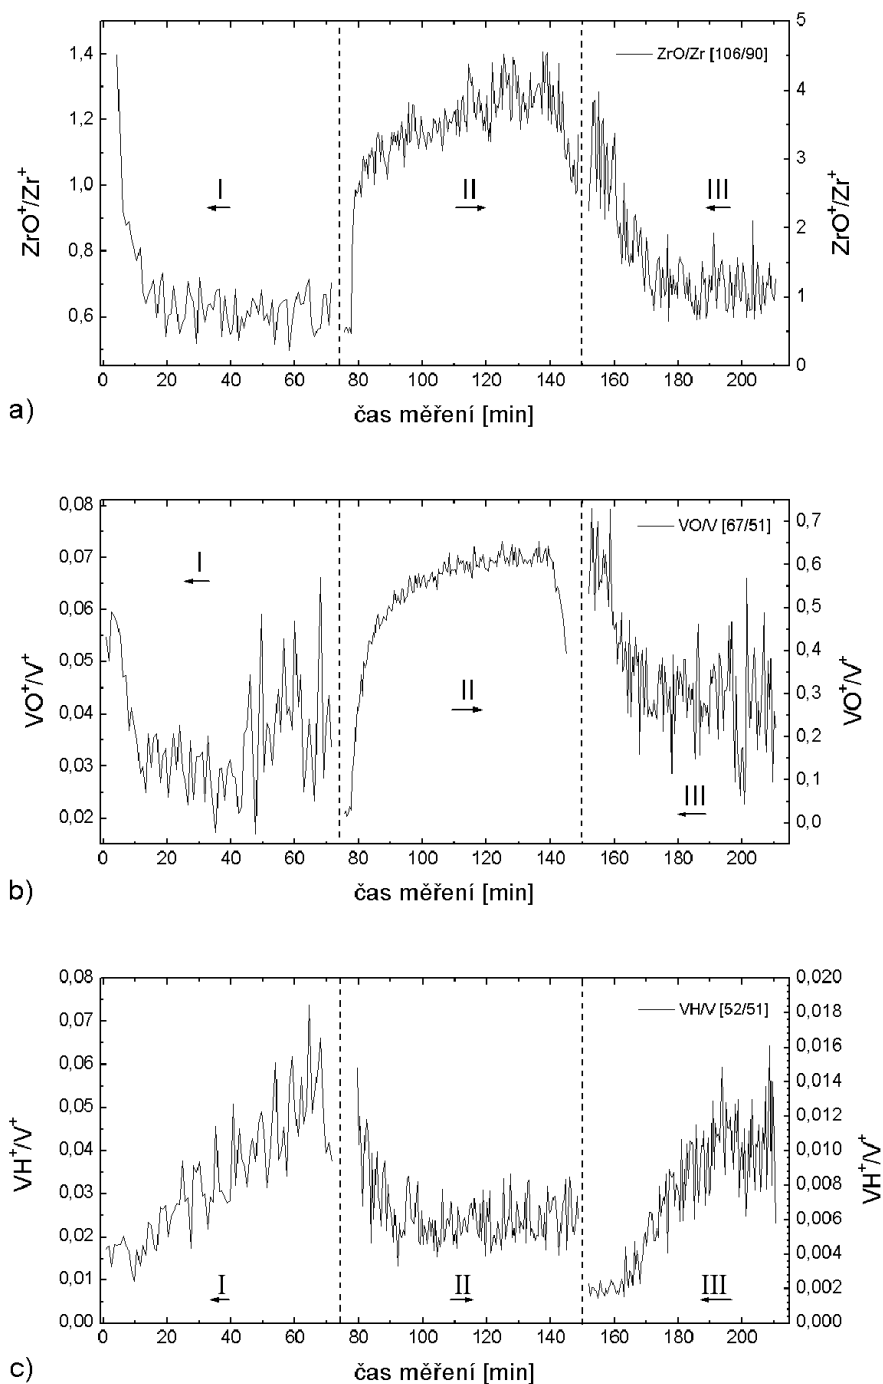 5
1,4
ZrO/Zr [106/90]
4
1,2
3
I
II
III
1,0
ZrO⁺/Zr⁺
ZrO⁺/Zr⁺
2
0,8
1
0,6
0
0 20 40 60 80 100 120 140 160 180 200
a)
čas měření [min]
0,08
VO/V [67/51]
0,7
I
0,07
0,6
0,06
0,5
0,05
0,4
VO⁺/V⁺
VO⁺/V⁺
II
0,3
0,04
0,2
0,03
0,1
III
0,02
0,0
0 20 40 60 80 100 120 140 160 180 200
b)
čas měření [min]
0,08
0,020
VH/V [52/51]
0,018
0,07
0,016
0,06
0,014
0,05
0,012
VH⁺/V⁺
VH⁺/V⁺
0,04
0,010
0,03
0,008
0,006
0,02
0,004
I
II
III
0,01
0,002
0,00
0,000
0 20 40 60 80 100 120 140 160 180 200
c)
čas měření [min]